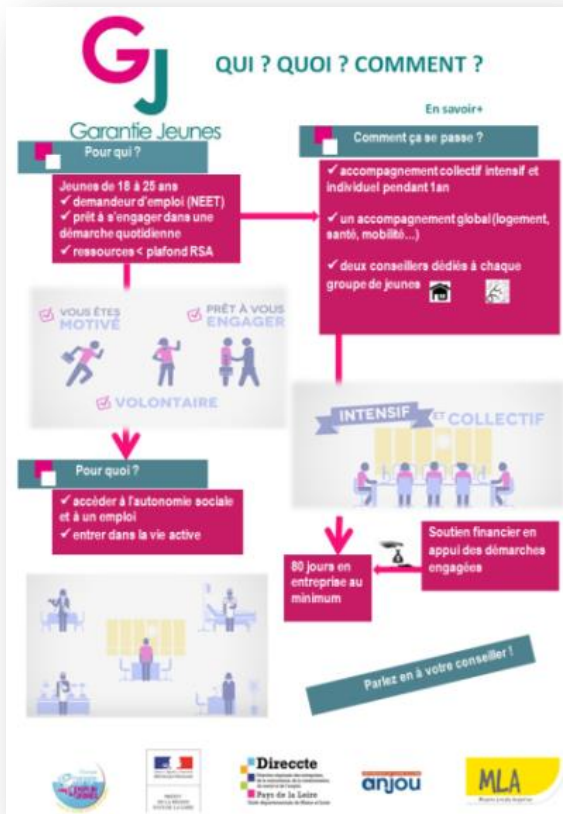 GJ
QUI ? QUOI ? COMMENT ?
Garantie Jeunes
En savoir+
Pour qui ?
Jeunes de 18 à 25 ans
✓ demandeur d'emploi (NEET)
✓ prêt à s'engager dans une
démarche quotidienne
✓ ressources < plafond RSA
Comment ça se passe ?
✓ accompagnement collectif intensif et
individuel pendant 1an
✓ un accompagnement global (logement,
santé, mobilité...)
✓ deux conseillers dédiés à chaque
groupe de jeunes
VOUS ÊTES
MOTIVÉ
PRÊT À VOUS
ENGAGER
VOLONTAIRE
INTENSIF ET COLLECTIF
Pour quoi ?
✓ accèder à l'autonomie sociale
et à un emploi
✓ entrer dans la vie active
80 jours en
entreprise au
minimum
Soutien financier en
appui des démarches
engagées
Parlez en à votre conseiller !
Direccte
Pays de la Loire
anjou
MLA